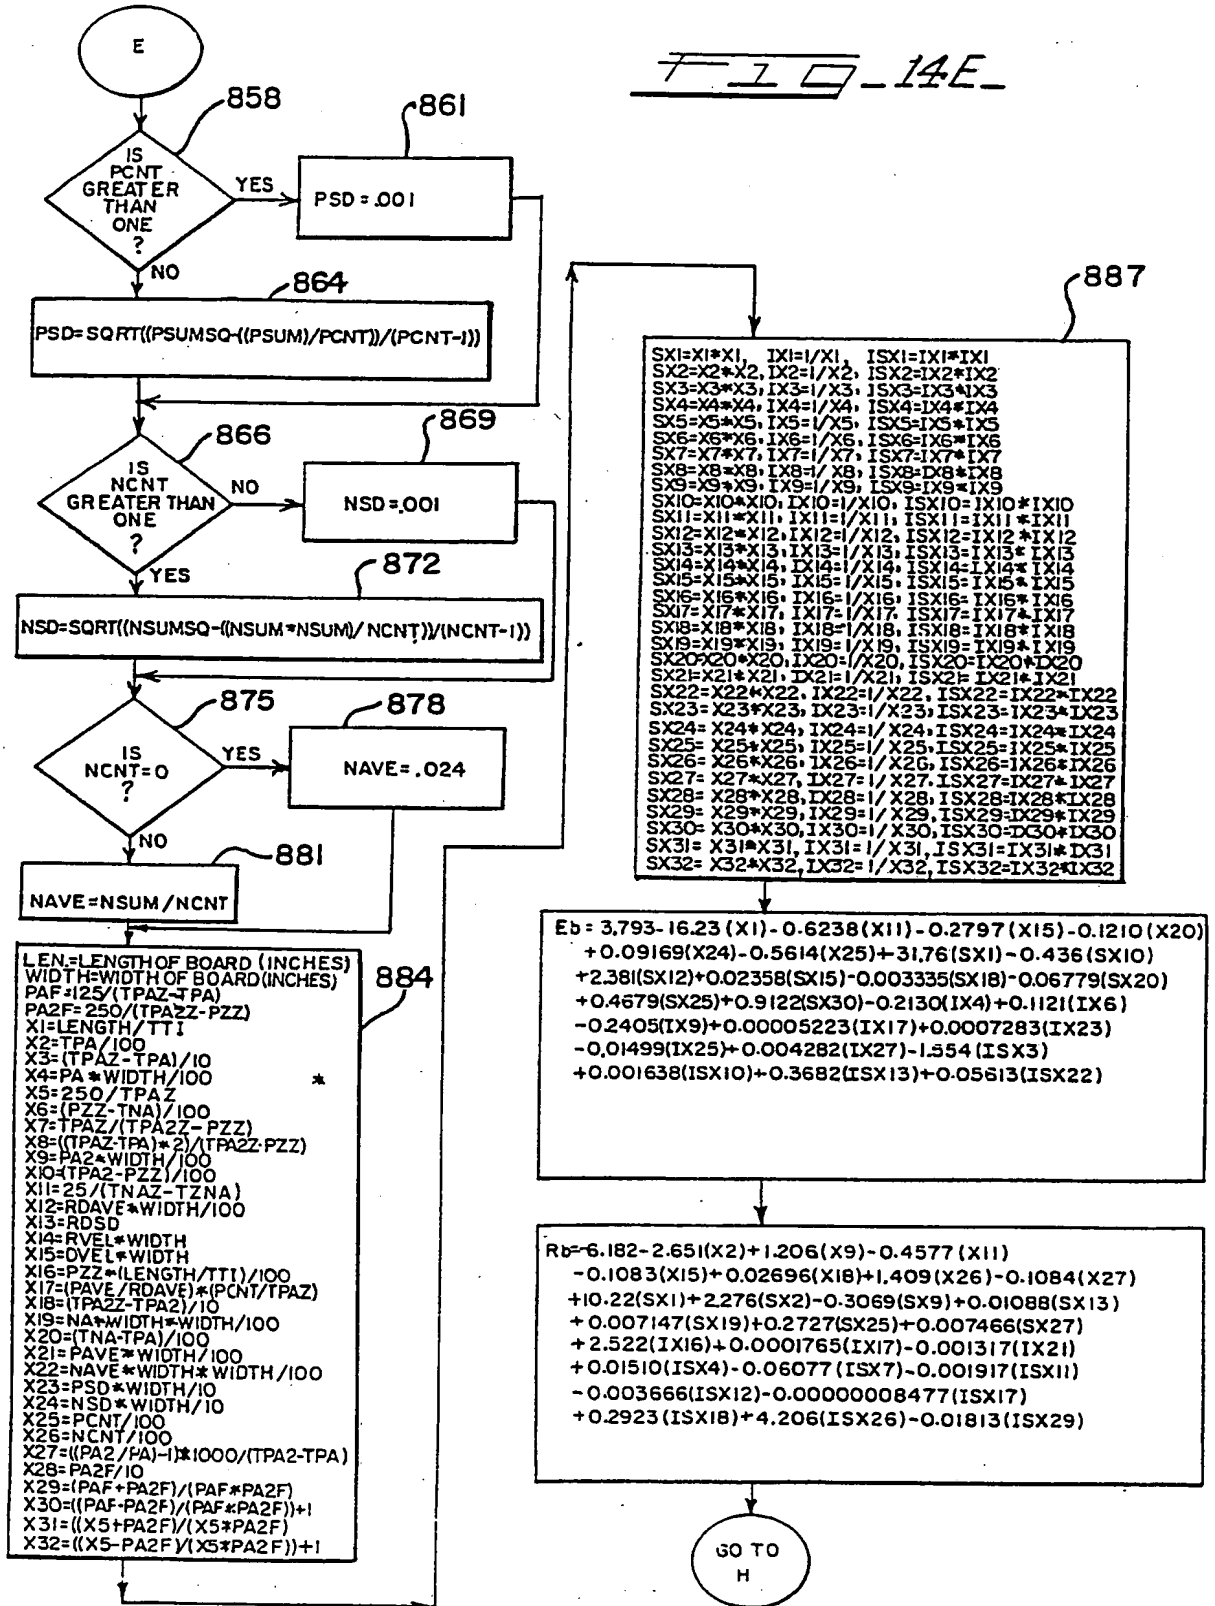 FIG_14E_
E
858
IS
PCNT
GREATER
THAN
ONE
?
YES
NO
861
PSD=.001
864
PSD=SQRT((PSUMSQ-((PSUM)/PCNT))/(PCNT-1))
866
IS
NCNT
GREATER THAN
ONE
?
NO
YES
869
NSD=.001
872
NSD=SQRT((NSUMSQ-((NSUM*NSUM)/NCNT))/(NCNT-1))
875
IS
NCNT=0
?
YES
NO
878
NAVE=.024
881
NAVE=NSUM/NCNT
884
LEN.=LENGTH OF BOARD (INCHES)
WIDTH=WIDTH OF BOARD(INCHES)
PAF=125/(TPAZ-TPA)
PA2F=250/(TPA2Z-PZZ)
X1=LENGTH/TTI
X2=TPA/100
X3=(TPAZ-TPA)/10
X4=PA*WIDTH/100 *
X5=250/TPAZ
X6=(PZZ-TNA)/100
X7=TPAZ/(TPA2Z-PZZ)
X8=((TPAZ-TPA)*2)/(TPA2Z-PZZ)
X9=PA2*WIDTH/100
X10=(TPA2-PZZ)/100
X11=25/(TNAZ-TZNA)
X12=RDAVE*WIDTH/100
X13=RDSD
X14=RVEL*WIDTH
X15=DVEL*WIDTH
X16=PZZ*(LENGTH/TTI)/100
X17=(PAVE/RDAVE)*(PCNT/TPAZ)
X18=(TPA2Z-TPA2)/10
X19=NA*WIDTH*WIDTH/100
X20=(TNA-TPA)/100
X21=PAVE*WIDTH/100
X22=NAVE*WIDTH*WIDTH/100
X23=PSD*WIDTH/10
X24=NSD*WIDTH/10
X25=PCNT/100
X26=NCNT/100
X27=((PA2/PA)-1)*1000/(TPA2-TPA)
X28=PA2F/10
X29=(PAF+PA2F)/(PAF*PA2F)
X30=((PAF-PA2F)/(PAF*PA2F))+1
X31=((X5+PA2F)/(X5*PA2F)
X32=((X5-PA2F)/(X5*PA2F))+1
887
SX1=X1*X1, IX1=1/X1, ISX1=IX1*IX1
SX2=X2*X2, IX2=1/X2, ISX2=IX2*IX2
SX3=X3*X3, IX3=1/X3, ISX3=IX3*IX3
SX4=X4*X4, IX4=1/X4, ISX4=IX4*IX4
SX5=X5*X5, IX5=1/X5, ISX5=IX5*IX5
SX6=X6*X6, IX6=1/X6, ISX6=IX6*IX6
SX7=X7*X7, IX7=1/X7, ISX7=IX7*IX7
SX8=X8*X8, IX8=1/X8, ISX8=IX8*IX8
SX9=X9*X9, IX9=1/X9, ISX9=IX9*IX9
SX10=X10*X10, IX10=1/X10, ISX10=IX10*IX10
SX11=X11*X11, IX11=1/X11, ISX11=IX11*IX11
SX12=X12*X12, IX12=1/X12, ISX12=IX12*IX12
SX13=X13*X13, IX13=1/X13, ISX13=IX13*IX13
SX14=X14*X14, IX14=1/X14, ISX14=IX14*IX14
SX15=X15*X15, IX15=1/X15, ISX15=IX15*IX15
SX16=X16*X16, IX16=1/X16, ISX16=IX16*IX16
SX17=X17*X17, IX17=1/X17, ISX17=IX17*IX17
SX18=X18*X18, IX18=1/X18, ISX18=IX18*IX18
SX19=X19*X19, IX19=1/X19, ISX19=IX19*IX19
SX20=X20*X20, IX20=1/X20, ISX20=IX20*IX20
SX21=X21*X21, IX21=1/X21, ISX21=IX21*IX21
SX22=X22*X22, IX22=1/X22, ISX22=IX22*IX22
SX23=X23*X23, IX23=1/X23, ISX23=IX23*IX23
SX24=X24*X24, IX24=1/X24, ISX24=IX24*IX24
SX25=X25*X25, IX25=1/X25, ISX25=IX25*IX25
SX26=X26*X26, IX26=1/X26, ISX26=IX26*IX26
SX27=X27*X27, IX27=1/X27, ISX27=IX27*IX27
SX28=X28*X28, IX28=1/X28, ISX28=IX28*IX28
SX29=X29*X29, IX29=1/X29, ISX29=IX29*IX29
SX30=X30*X30, IX30=1/X30, ISX30=IX30*IX30
SX31=X31*X31, IX31=1/X31, ISX31=IX31*IX31
SX32=X32*X32, IX32=1/X32, ISX32=IX32*IX32
Eb= 3.793-16.23(X1)-0.6238(X11)-0.2797(X15)-0.1210(X20)
+0.09169(X24)-0.5614(X25)+31.76(SX1)-0.436(SX10)
+2.381(SX12)+0.02358(SX15)-0.003335(SX18)-0.06779(SX20)
+0.4679(SX25)+0.9122(SX30)-0.2130(IX4)+0.1121(IX6)
-0.2405(IX9)+0.00005223(IX17)+0.0007283(IX23)
-0.01499(IX25)+0.004282(IX27)-1.554(ISX3)
+0.001638(ISX10)+0.3682(ISX13)+0.05613(ISX22)
Rb=-6.182-2.651(X2)+1.206(X9)-0.4577(X11)
-0.1083(X15)+0.02696(X18)+1.409(X26)-0.1084(X27)
+10.22(SX1)+2.276(SX2)-0.3069(SX9)+0.01088(SX13)
+0.007147(SX19)+0.2727(SX25)+0.007466(SX27)
+2.522(IX16)+0.0001765(IX17)-0.001317(IX21)
+0.01510(ISX4)-0.06077(ISX7)-0.001917(ISX11)
-0.003666(ISX12)-0.00000008477(ISX17)
+0.2923(ISX18)+4.206(ISX26)-0.01813(ISX29)
GO TO
H